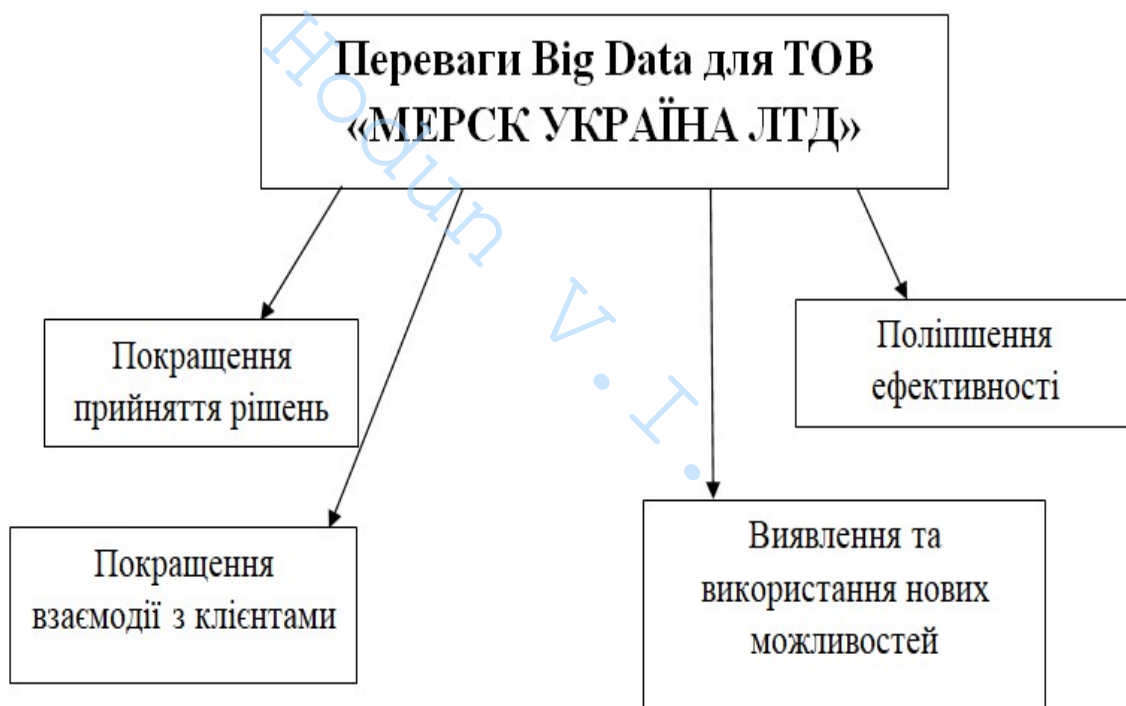 Переваги Big Data для ТОВ
«МЕРСК УКРАЇНА ЛТД»
Покращення
прийняття рішень
Поліпшення
ефективності
Покращення
взаємодії з клієнтами
Виявлення та
використання нових
можливостей
Hodun V.I.